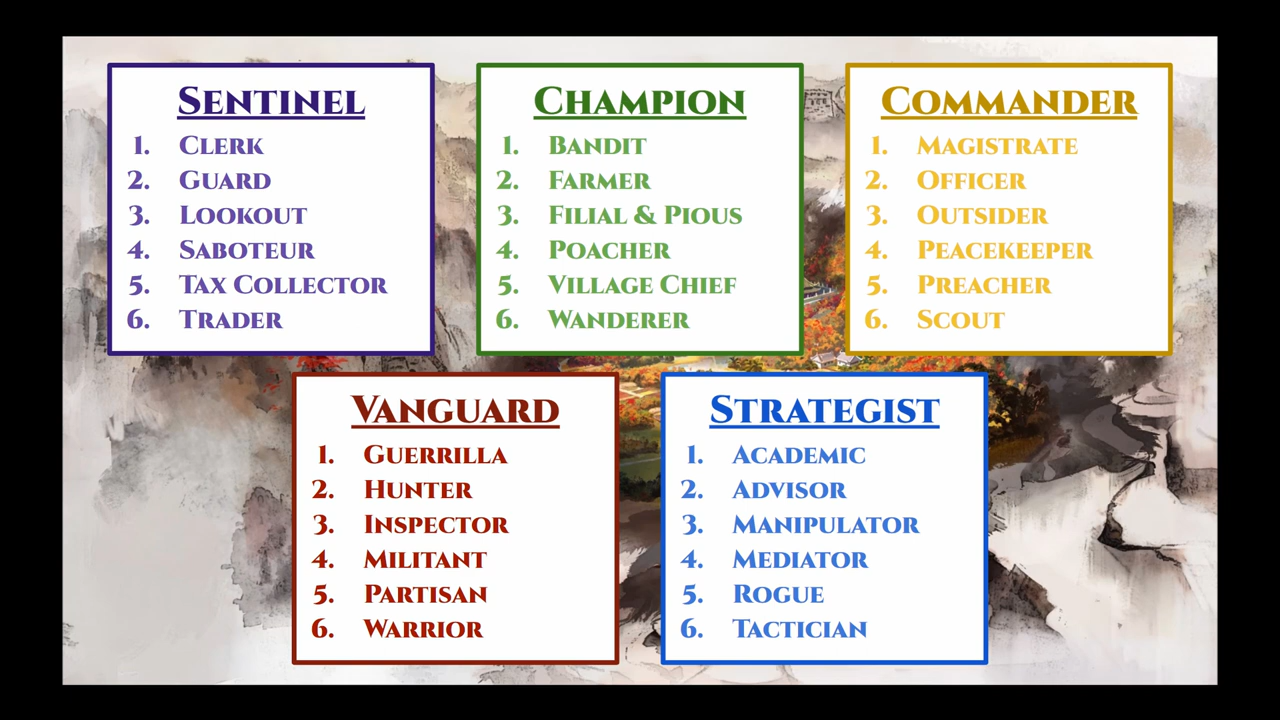 SENTINEL
1. CLERK
2. GUARD
3. LOOKOUT
4. SABOTEUR
5. TAX COLLECTOR
6. TRADER
CHAMPION
1. BANDIT
2. FARMER
3. FILIAL & PIOUS
4. POACHER
5. VILLAGE CHIEF
6. WANDERER
COMMANDER
1. MAGISTRATE
2. OFFICER
3. OUTSIDER
4. PEACEKEEPER
5. PREACHER
6. SCOUT
VANGUARD
1. GUERRILLA
2. HUNTER
3. INSPECTOR
4. MILITANT
5. PARTISAN
6. WARRIOR
STRATEGIST
1. ACADEMIC
2. ADVISOR
3. MANIPULATOR
4. MEDIATOR
5. ROGUE
6. TACTICIAN